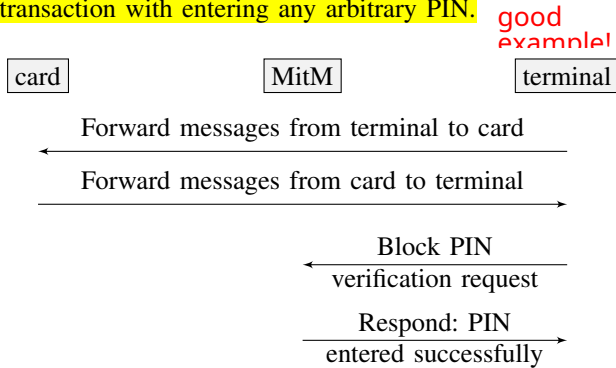 transaction with entering any arbitrary PIN.
good
example!
card
MitM
terminal
Forward messages from terminal to card
Forward messages from card to terminal
Block PIN
verification request
Respond: PIN
entered successfully